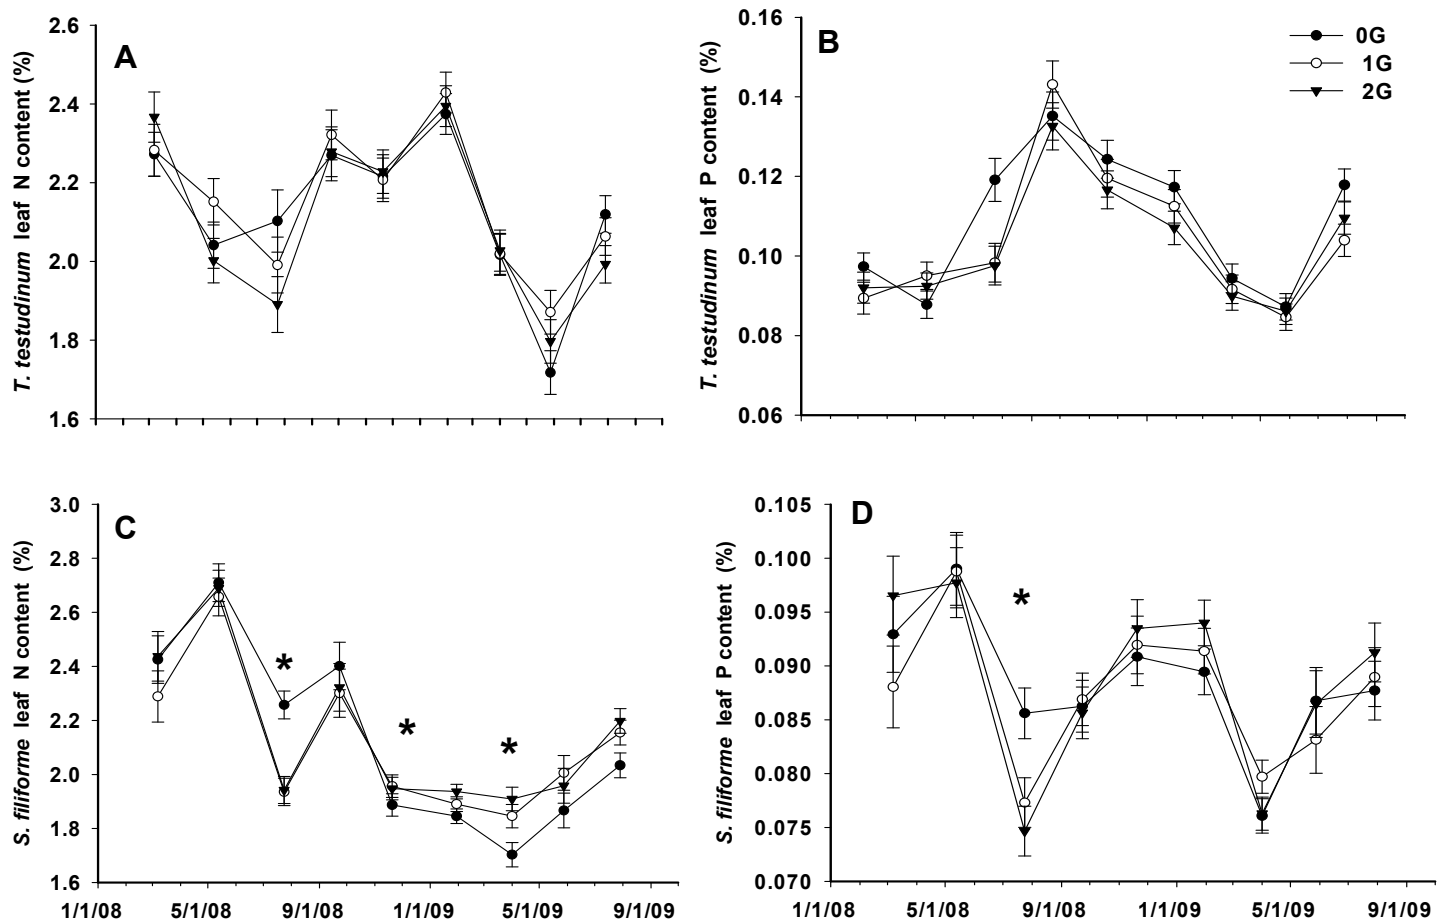 A
T. testudinum leaf N content (%)
2.6
2.4
2.2
2.0
1.8
1.6
B
T. testudinum leaf P content (%)
0.16
0.14
0.12
0.10
0.08
0.06
0G
1G
2G
C
S. filiforme leaf N content (%)
3.0
2.8
2.6
2.4
2.2
2.0
1.8
1.6
*
*
*
1/1/08 5/1/08 9/1/08 1/1/09 5/1/09 9/1/09
D
S. filiforme leaf P content (%)
0.105
0.100
0.095
0.090
0.085
0.080
0.075
0.070
*
1/1/08 5/1/08 9/1/08 1/1/09 5/1/09 9/1/09